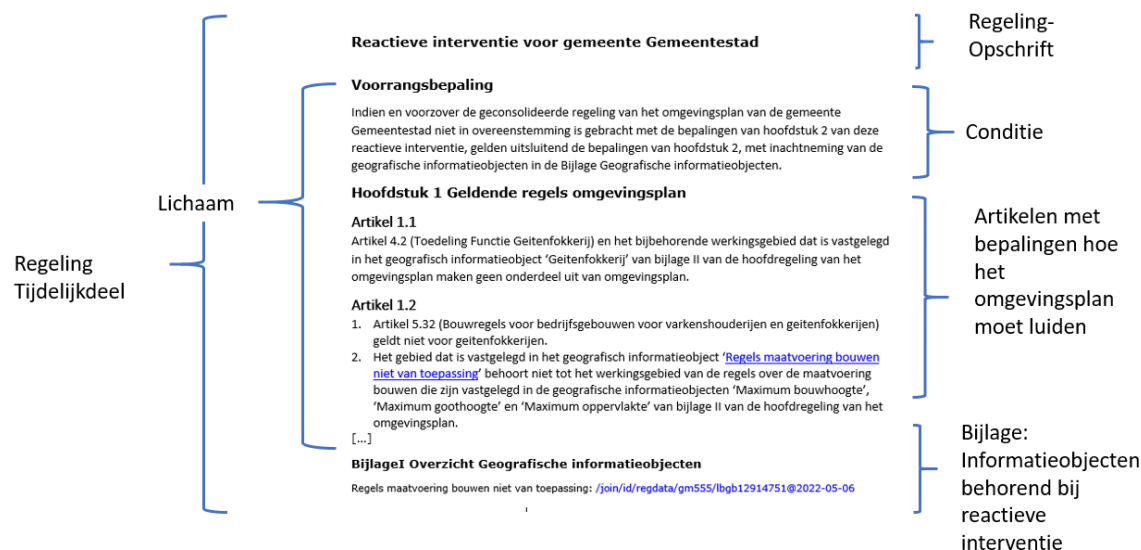 Reactieve interventie voor gemeente Gemeentestad
Regeling-
Opschrift
Voorrangsbepaling
Indien en voorzover de geconsolideerde regeling van het omgevingsplan van de gemeente
Gemeentestad niet in overeenstemming is gebracht met de bepalingen van hoofdstuk 2 van deze
reactieve interventie, gelden uitsluitend de bepalingen van hoofdstuk 2, met inachtneming van de
geografische informatieobjecten in de Bijlage Geografische informatieobjecten.
Conditie
Lichaam
Regeling
Tijdelijkdeel
Hoofdstuk 1 Geldende regels omgevingsplan
Artikel 1.1
Artikel 4.2 (Toedeling Functie Geitenfokkerij) en het bijbehorende werkingsgebied dat is vastgelegd
in het geografisch informatieobject ‘Geitenfokkerij’ van bijlage II van de hoofdregeling van het
omgevingsplan maken geen onderdeel uit van omgevingsplan.
Artikel 1.2
1. Artikel 5.32 (Bouwregels voor bedrijfsgebouwen voor varkenshouderijen en geitenfokkerijen)
geldt niet voor geitenfokkerijen.
2. Het gebied dat is vastgelegd in het geografisch informatieobject ‘Regels maatvoering bouwen
niet van toepassing’ behoort niet tot het werkingsgebied van de regels over de maatvoering
bouwen die zijn vastgelegd in de geografische informatieobjecten ‘Maximum bouwhoogte’,
‘Maximum goothoogte’ en ‘Maximum oppervlakte’ van bijlage II van de hoofdregeling van het
omgevingsplan.
[...]
Artikelen met
bepalingen hoe
het
omgevingsplan
moet luiden
BijlageI Overzicht Geografische informatieobjecten
Regels maatvoering bouwen niet van toepassing: /join/id/regdata/gm555/lbgb12914751@2022-05-06
Bijlage:
Informatieobjecten
behorend bij
reactieve
interventie